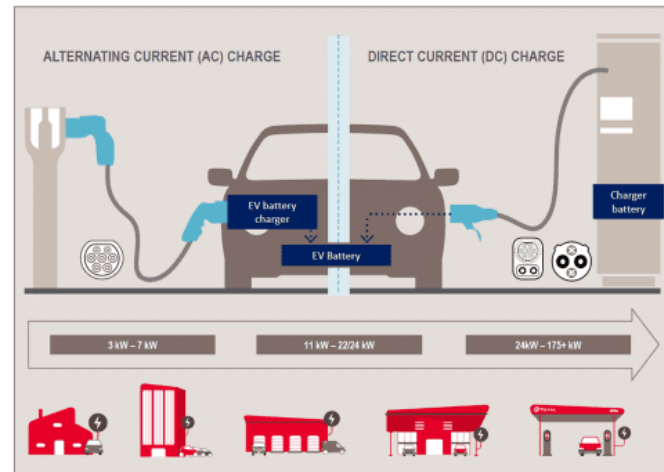 ALTERNATING CURRENT (AC) CHARGE
DIRECT CURRENT (DC) CHARGE
EV battery
charger
Charger
battery
EV Battery
3 kW – 7 kW
11 kW – 22/24 kW
24kW – 175+ kW
TOTAL